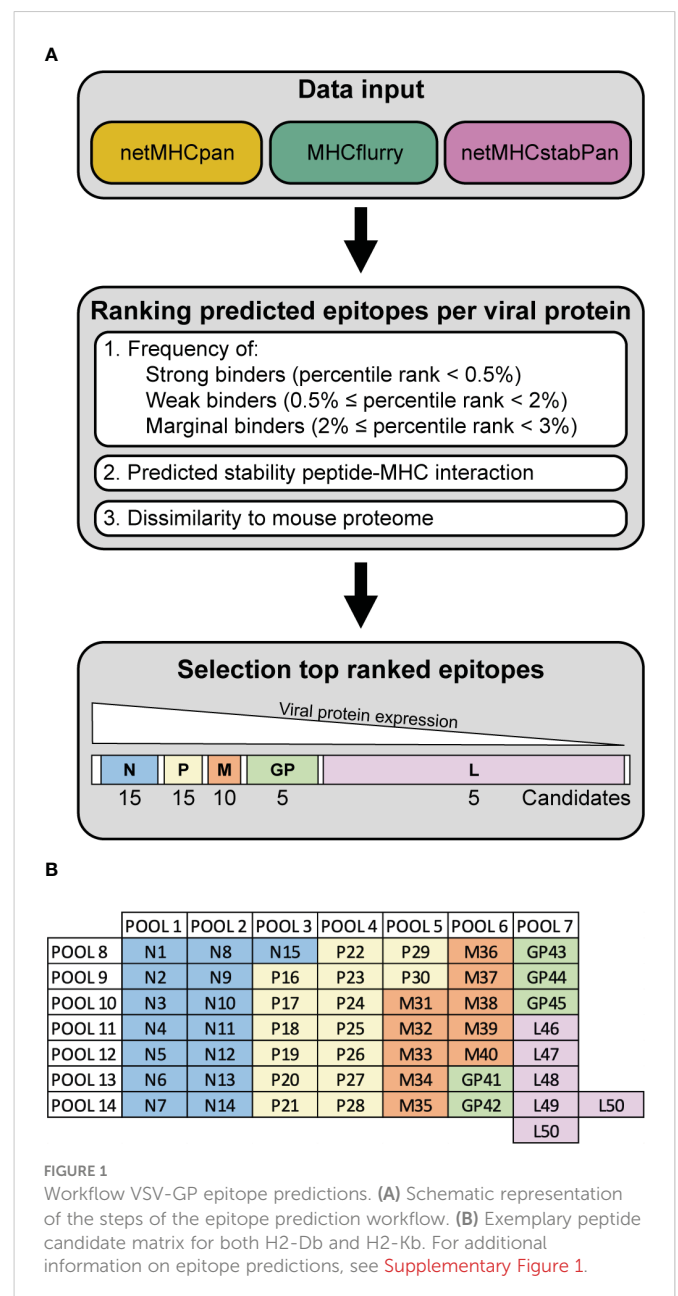 A
Data input
netMHCpan MHCflurry netMHCstabPan
Ranking predicted epitopes per viral protein
1. Frequency of:
Strong binders (percentile rank < 0.5%)
Weak binders (0.5% ≤ percentile rank < 2%)
Marginal binders (2% ≤ percentile rank < 3%)
2. Predicted stability peptide-MHC interaction
3. Dissimilarity to mouse proteome
Selection top ranked epitopes
Viral protein expression
N P M GP L
15 15 10 5 5 Candidates
B
POOL 1 POOL 2 POOL 3 POOL 4 POOL 5 POOL 6 POOL 7
POOL 8 N1 N8 N15 P22 P29 M36 GP43
POOL 9 N2 N9 P16 P23 P30 M37 GP44
POOL 10 N3 N10 P17 P24 M31 M38 GP45
POOL 11 N4 N11 P18 P25 M32 M39 L46
POOL 12 N5 N12 P19 P26 M33 M40 L47
POOL 13 N6 N13 P20 P27 M34 GP41 L48
POOL 14 N7 N14 P21 P28 M35 GP42 L49 L50
L50
FIGURE 1
Workflow VSV-GP epitope predictions. (A) Schematic representation
of the steps of the epitope prediction workflow. (B) Exemplary peptide
candidate matrix for both H2-Db and H2-Kb. For additional
information on epitope predictions, see Supplementary Figure 1.